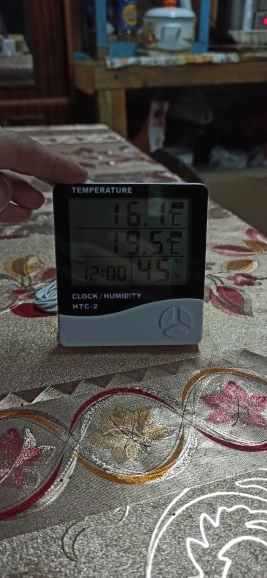 TEMPERATURE
16.1°C
19.5°C
12:00 45 %
CLOCK/HUMIDITY
HTC-2